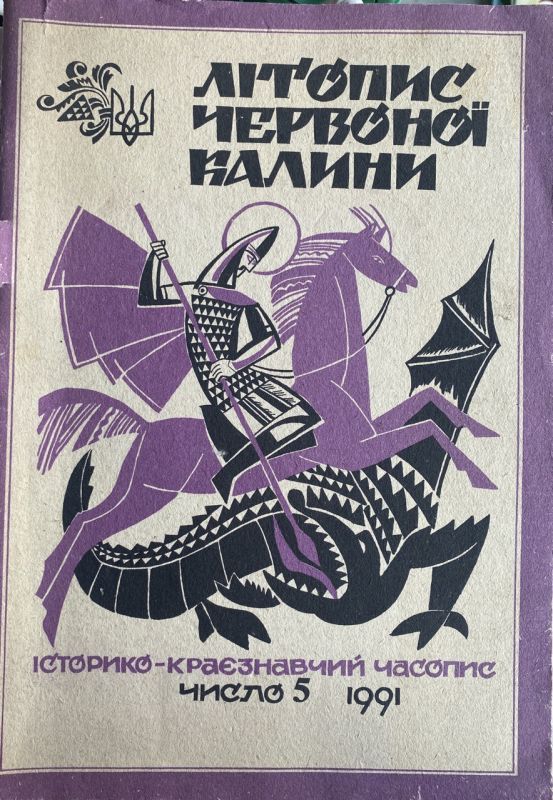 ЛІТОПИС
ЧЕРВОНОЇ
КАЛИНИ
ІСТОРИКО-КРАЄЗНАВЧИЙ ЧАСОПИС
ЧИСЛО 5 1991